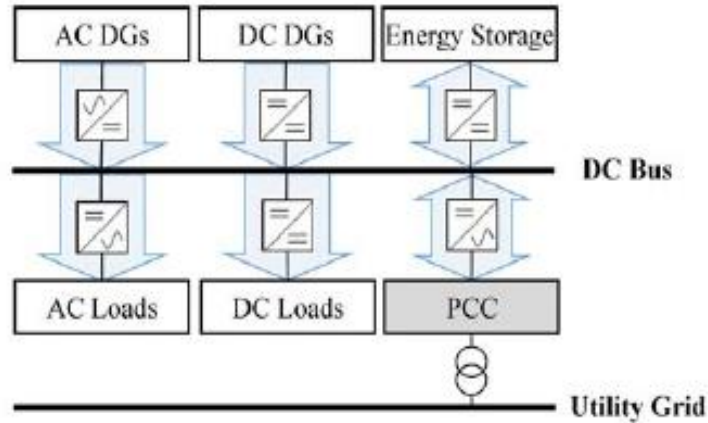 AC DGs
DC DGs
Energy Storage
DC Bus
AC Loads
DC Loads
PCC
Utility Grid